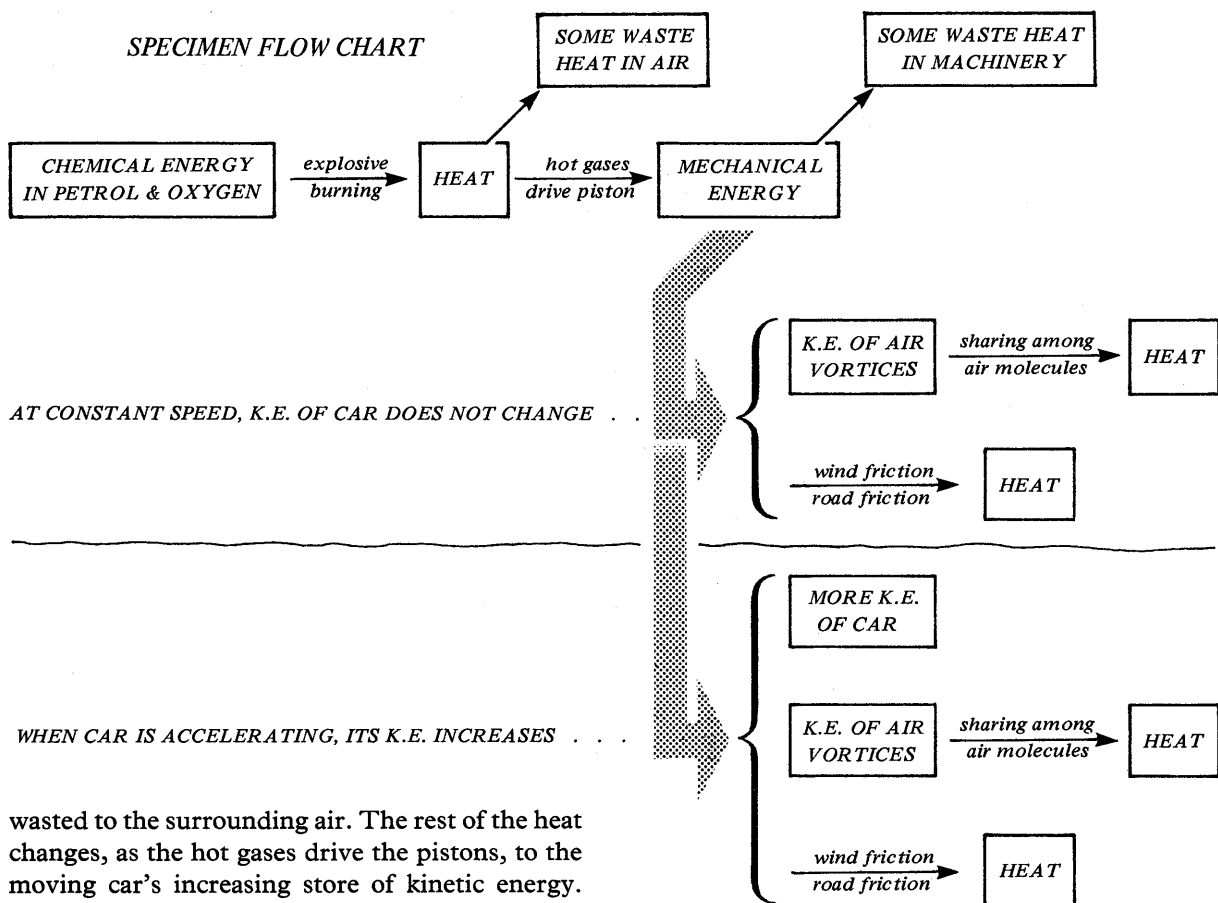 SPECIMEN FLOW CHART
SOME WASTE
HEAT IN AIR
SOME WASTE HEAT
IN MACHINERY
CHEMICAL ENERGY
IN PETROL & OXYGEN
explosive
burning
HEAT
hot gases
drive piston
MECHANICAL
ENERGY
AT CONSTANT SPEED, K.E. OF CAR DOES NOT CHANGE . .
K.E. OF AIR
VORTICES
sharing among
air molecules
HEAT
wind friction
road friction
HEAT
WHEN CAR IS ACCELERATING, ITS K.E. INCREASES . . .
MORE K.E.
OF CAR
K.E. OF AIR
VORTICES
sharing among
air molecules
HEAT
wind friction
road friction
HEAT
wasted to the surrounding air. The rest of the heat
changes, as the hot gases drive the pistons, to the
moving car's increasing store of kinetic energy.